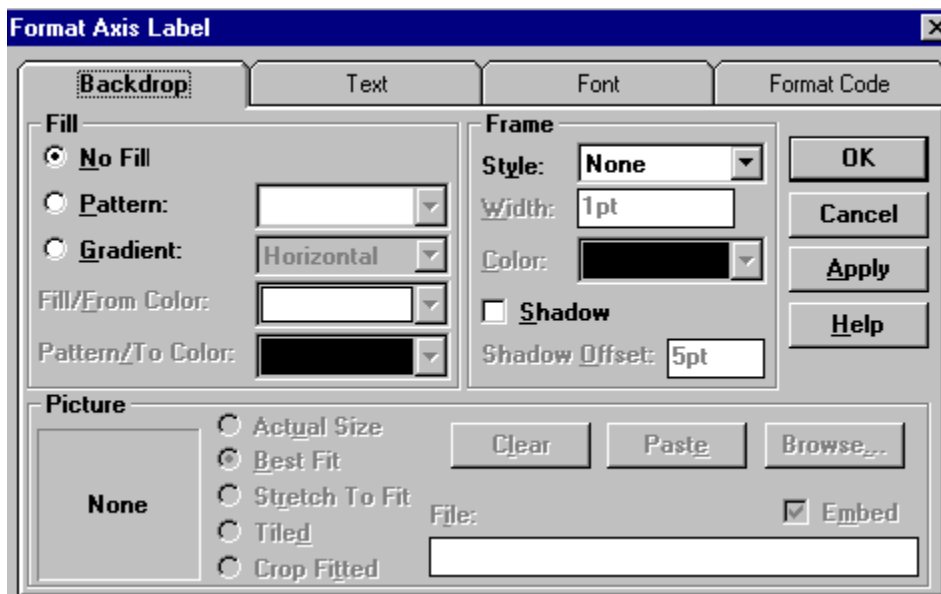 Format Axis Label
Backdrop Text Font Format Code
Fill
No Fill
Pattern:
Gradient: Horizontal
Fill/From Color:
Pattern/To Color:
Frame
Style: None
Width: 1pt
Color:
Shadow
Shadow Offset: 5pt
OK
Cancel
Apply
Help
Picture
None
Actual Size
Best Fit
Stretch To Fit
Tiled
Crop Fitted
Clear Paste Browse...
File: Embed